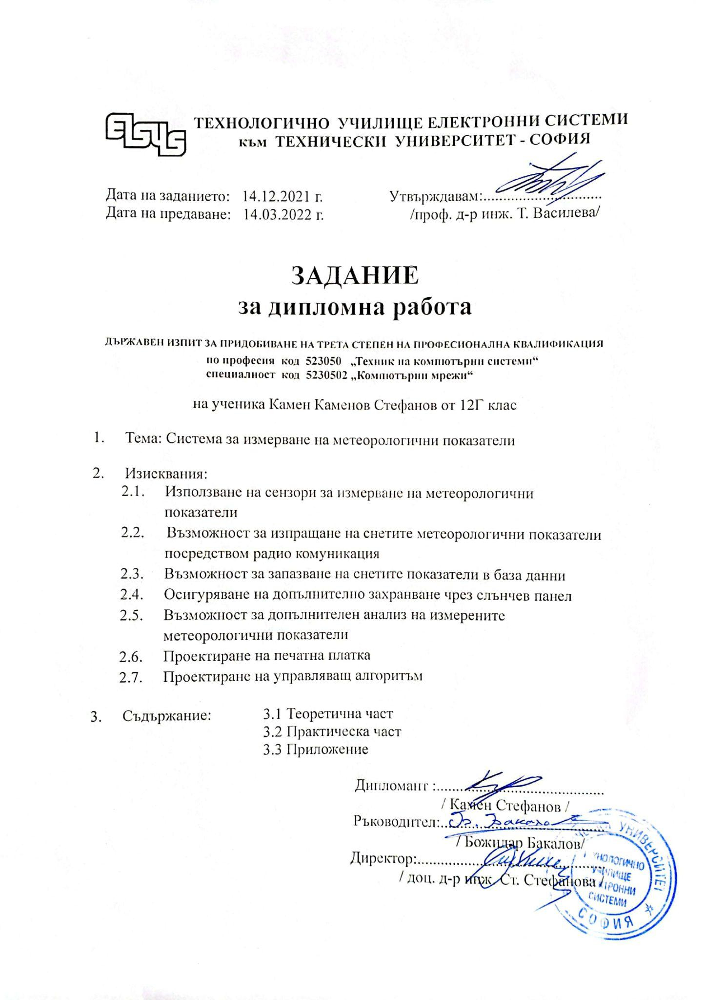 elsys
ТЕХНОЛОГИЧНО УЧИЛИЩЕ ЕЛЕКТРОННИ СИСТЕМИ
към ТЕХНИЧЕСКИ УНИВЕРСИТЕТ - СОФИЯ
Дата на заданието: 14.12.2021 г.
Утвърждавам:..............................
Дата на предаване: 14.03.2022 г.
/проф. д-р инж. Т. Василева/
ЗАДАНИЕ
за дипломна работа
ДЪРЖАВЕН ИЗПИТ ЗА ПРИДОБИВАНЕ НА ТРЕТА СТЕПЕН НА ПРОФЕСИОНАЛНА КВАЛИФИКАЦИЯ
по професия код 523050 „Техник на компютърни системи“
специалност код 5230502 „Компютърни мрежи“
на ученика Камен Каменов Стефанов от 12Г клас
1. Тема: Система за измерване на метеорологични показатели
2. Изисквания:
2.1. Използване на сензори за измерване на метеорологични
показатели
2.2. Възможност за изпращане на снетите метеорологични показатели
посредством радио комуникация
2.3. Възможност за запазване на снетите показатели в база данни
2.4. Осигуряване на допълнително захранване чрез слънчев панел
2.5. Възможност за допълнителен анализ на измерените
метеорологични показатели
2.6. Проектиране на печатна платка
2.7. Проектиране на управляващ алгоритъм
3. Съдържание: 3.1 Теоретична част
3.2 Практическа част
3.3 Приложение
Дипломант :..........................................
/ Камен Стефанов /
Ръководител:..........................................
Б. Бакало
/ Божидар Бакалов/
Директор:..............................................
/ доц. д-р инж. Ст. Стефанова /
УНИВЕРСИТЕТ
УЧИЛИЩЕ
СИСТЕМИ
СОФИЯ